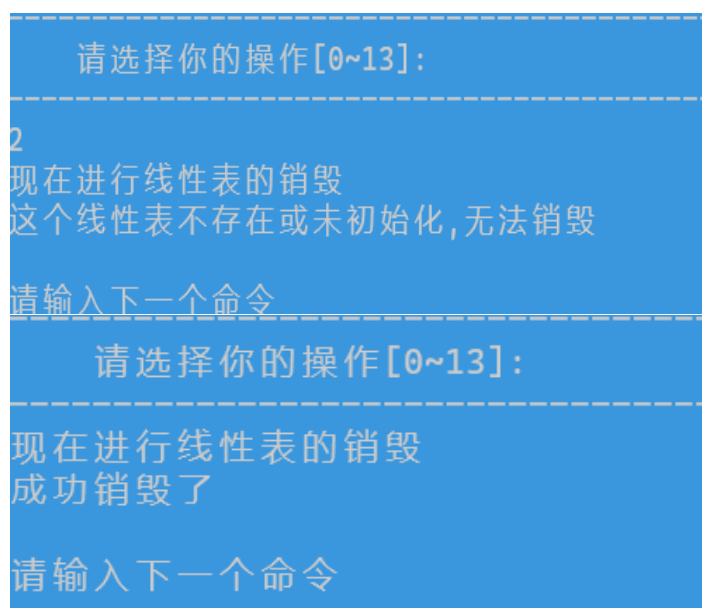 请选择你的操作[0~13]:
2
现在进行线性表的销毁
这个线性表不存在或未初始化,无法销毁
请输入下一个命令
请选择你的操作[0~13]:
现在进行线性表的销毁
成功销毁了
请输入下一个命令